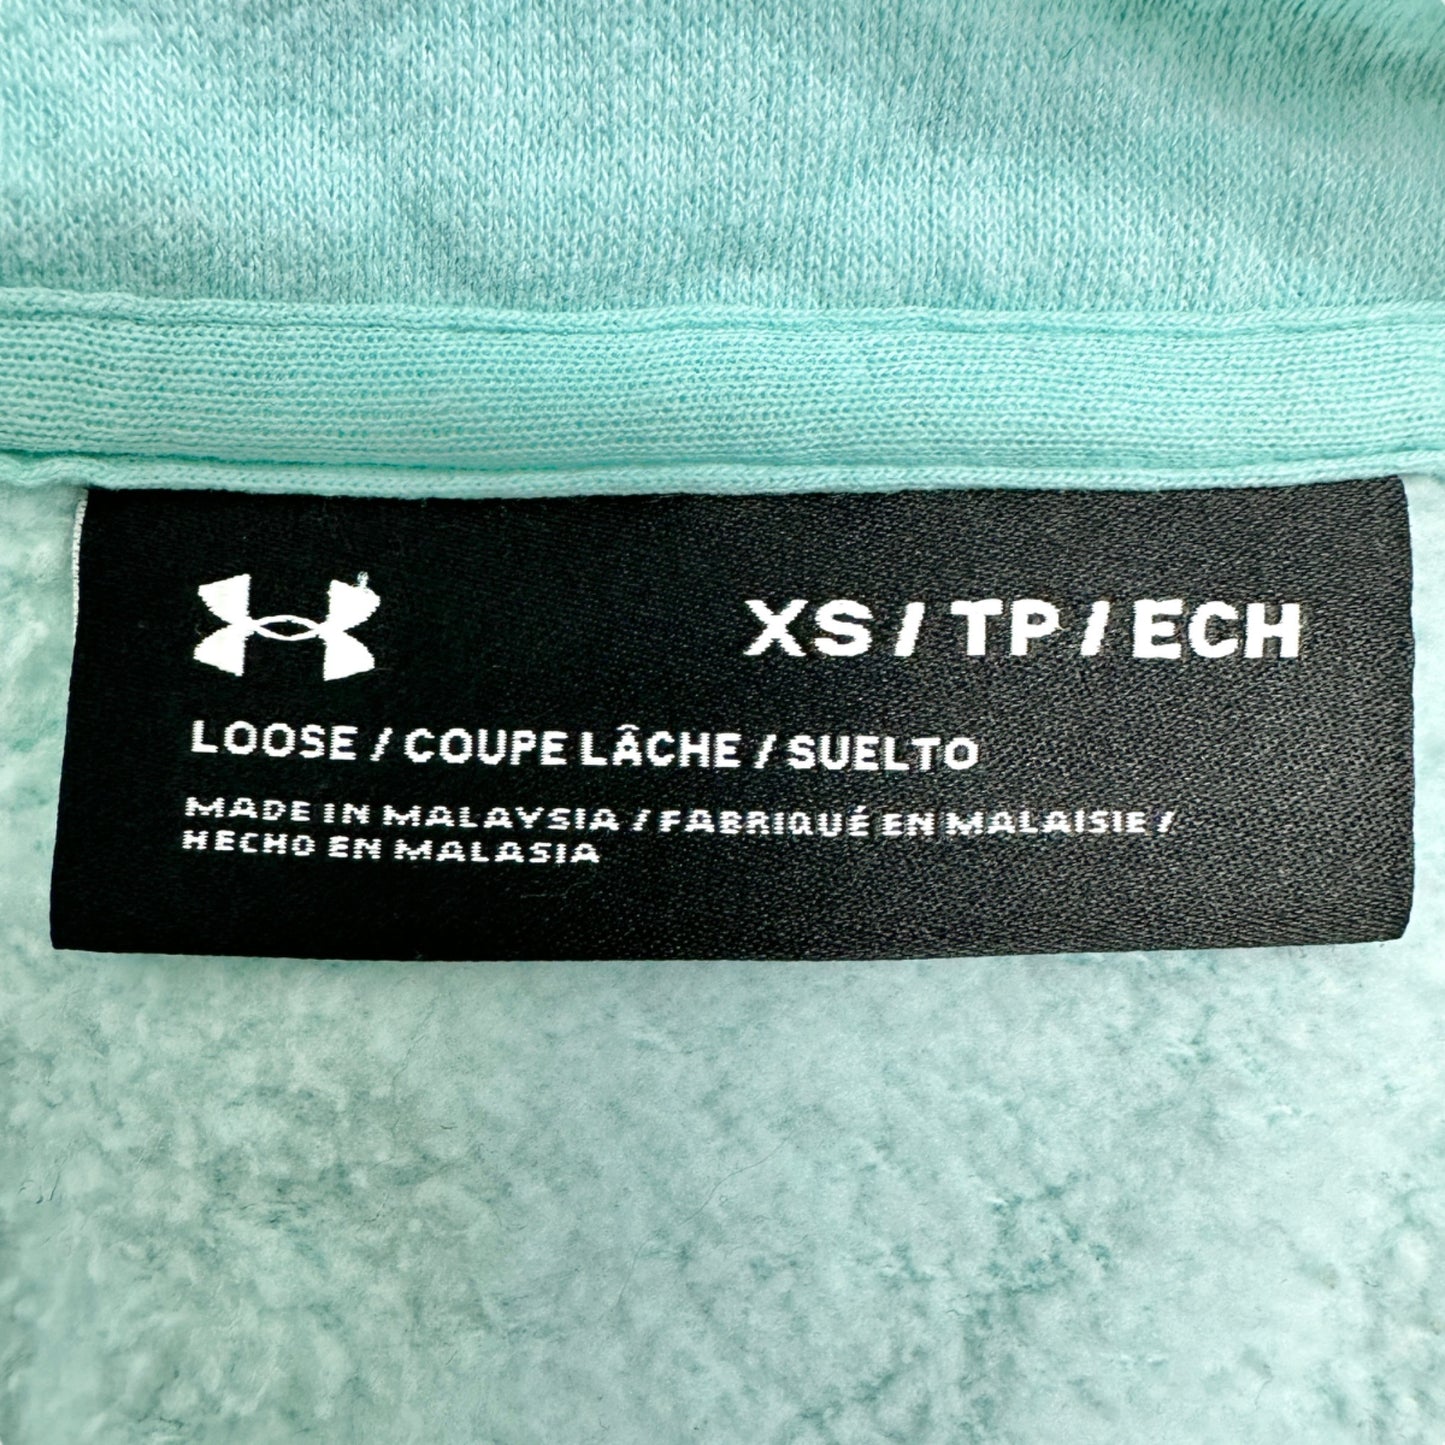 XS / TP / ECH
LOOSE / COUPE LÂCHE / SUELTO
MADE IN MALAYSIA / FABRIQUÉ EN MALAISIE /
HECHO EN MALASIA